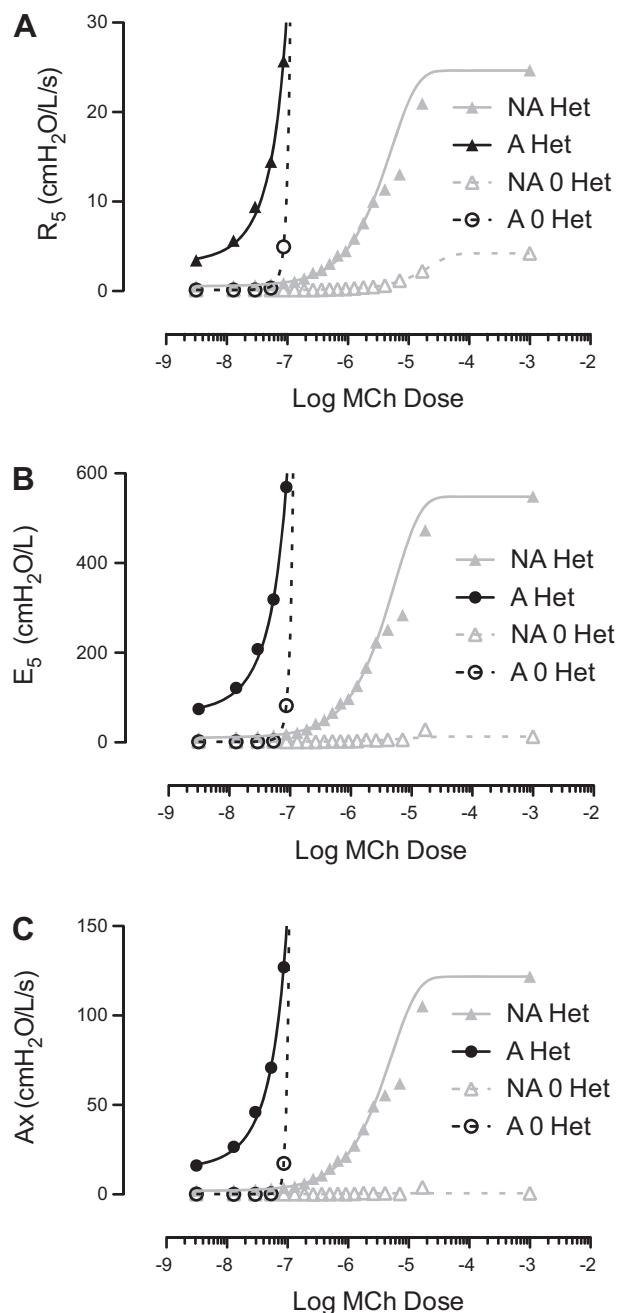 A
R5 (cmH2O/L/s)
30
20
10
0
NA Het
A Het
NA 0 Het
A 0 Het
-9 -8 -7 -6 -5 -4 -3 -2
Log MCh Dose
B
E5 (cmH2O/L)
600
400
200
0
NA Het
A Het
NA 0 Het
A 0 Het
-9 -8 -7 -6 -5 -4 -3 -2
Log MCh Dose
C
Ax (cmH2O/L/s)
150
100
50
0
NA Het
A Het
NA 0 Het
A 0 Het
-9 -8 -7 -6 -5 -4 -3 -2
Log MCh Dose